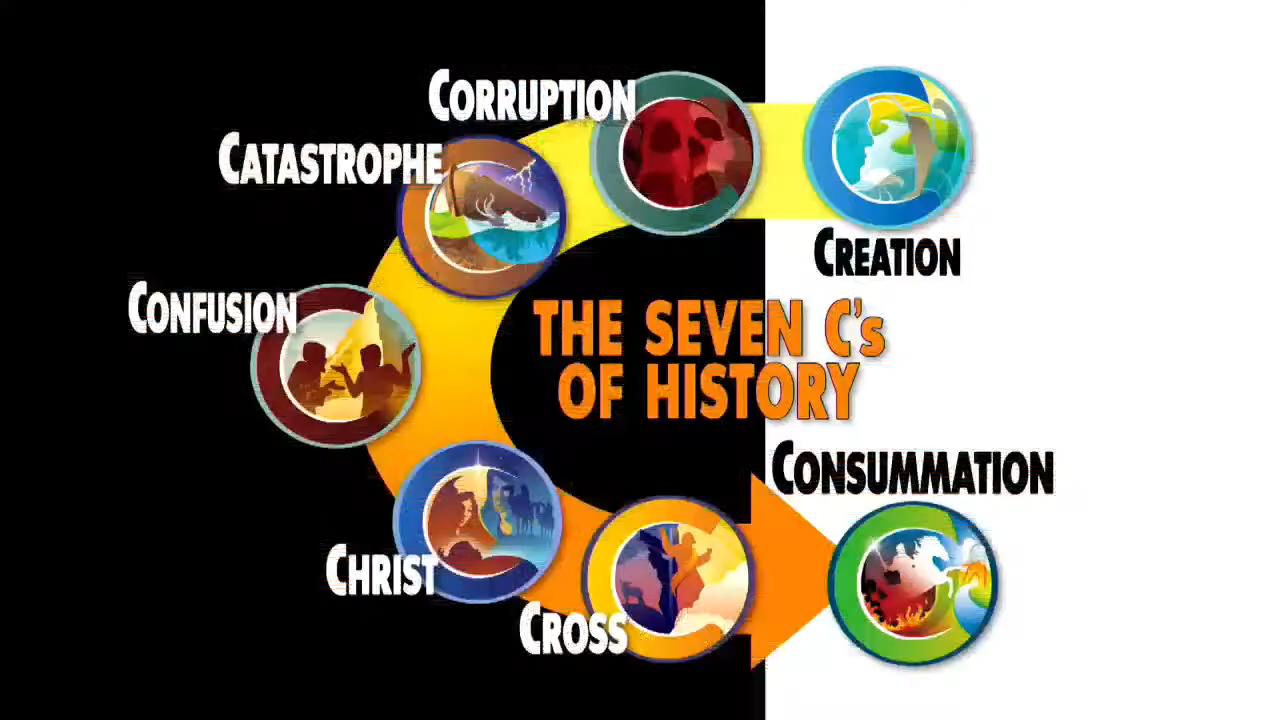 CORRUPTION
CATASTROPHE
CREATION
CONFUSION
THE SEVEN C's
OF HISTORY
CONSUMMATION
CHRIST
CROSS